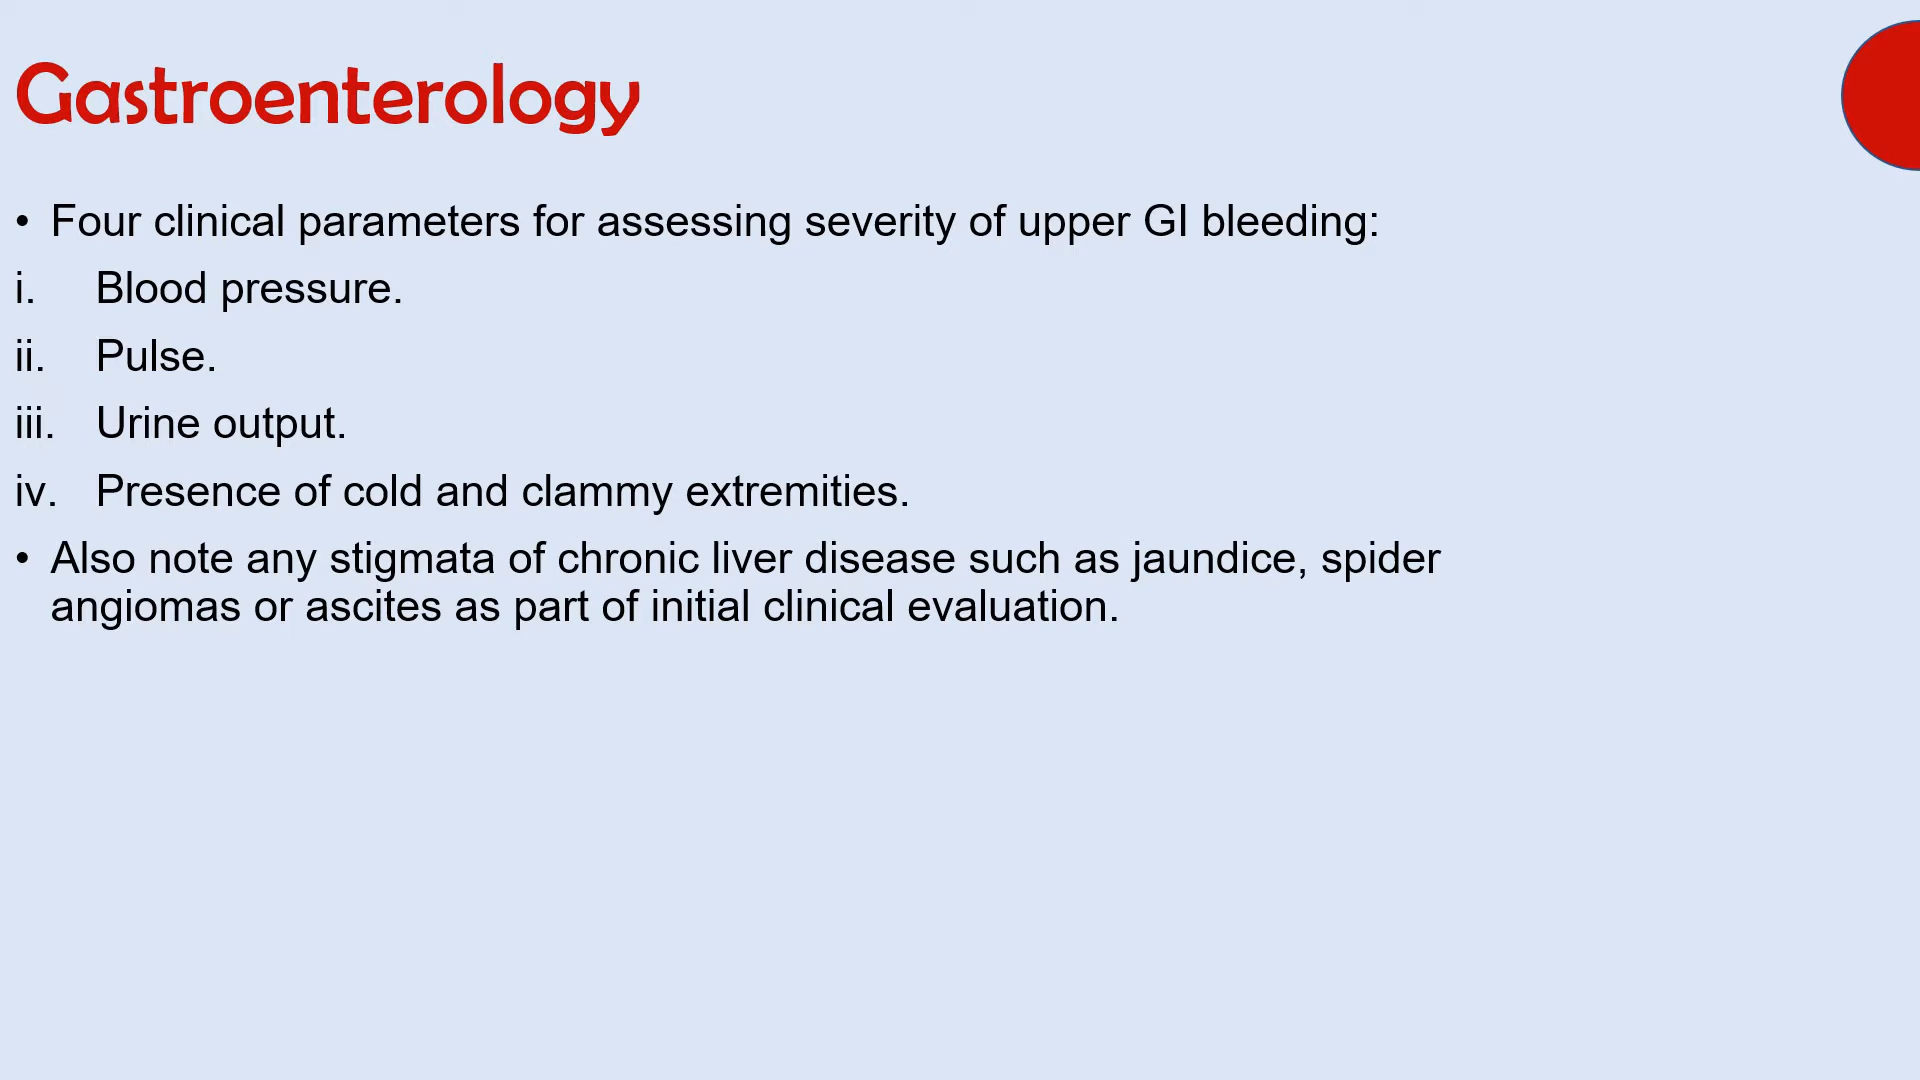 Gastroenterology
• Four clinical parameters for assessing severity of upper GI bleeding:
i. Blood pressure.
ii. Pulse.
iii. Urine output.
iv. Presence of cold and clammy extremities.
• Also note any stigmata of chronic liver disease such as jaundice, spider
angiomas or ascites as part of initial clinical evaluation.